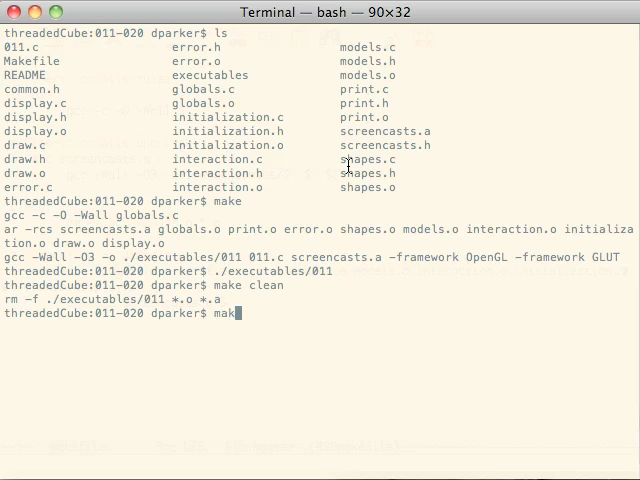 Terminal — bash — 90×32
threadedCube:011-020 dparker$ ls
011.c error.h models.c
Makefile error.o models.h
README executables models.o
common.h globals.c print.c
display.c globals.o print.h
display.h initialization.c print.o
display.o initialization.h screencasts.a
draw.c initialization.o screencasts.h
draw.h interaction.c shapes.c
draw.o interaction.h shapes.h
error.c interaction.o shapes.o
threadedCube:011-020 dparker$ make
gcc -c -O -Wall globals.c
ar -rcs screencasts.a globals.o print.o error.o shapes.o models.o interaction.o initializa
tion.o draw.o display.o
gcc -Wall -O3 -o ./executables/011 011.c screencasts.a -framework OpenGL -framework GLUT
threadedCube:011-020 dparker$ ./executables/011
threadedCube:011-020 dparker$ make clean
rm -f ./executables/011 *.o *.a
threadedCube:011-020 dparker$ mak